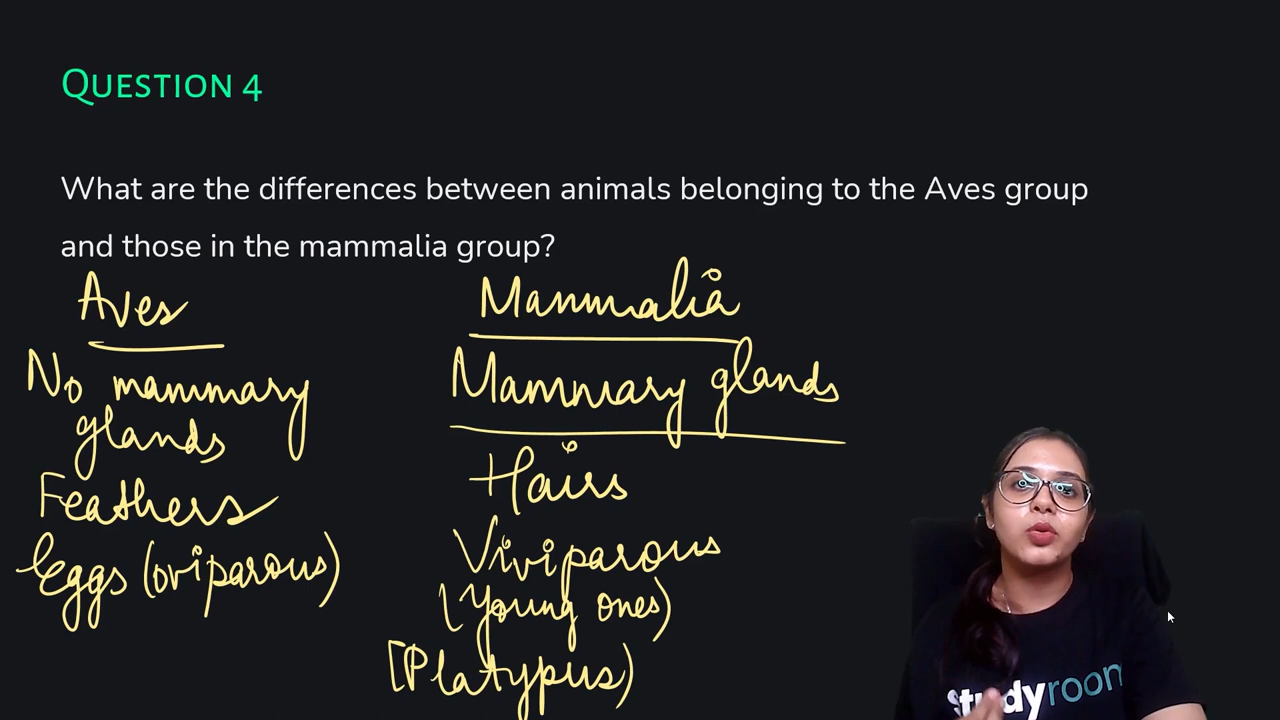 QUESTION 4
What are the differences between animals belonging to the Aves group
and those in the mammalia group?
Aves
No mammary
glands
Feathers
Eggs (oviparous)
Mammalia
Mammary glands
Hairs
Viviparous
(Young ones)
[Platypus)
Studyroom